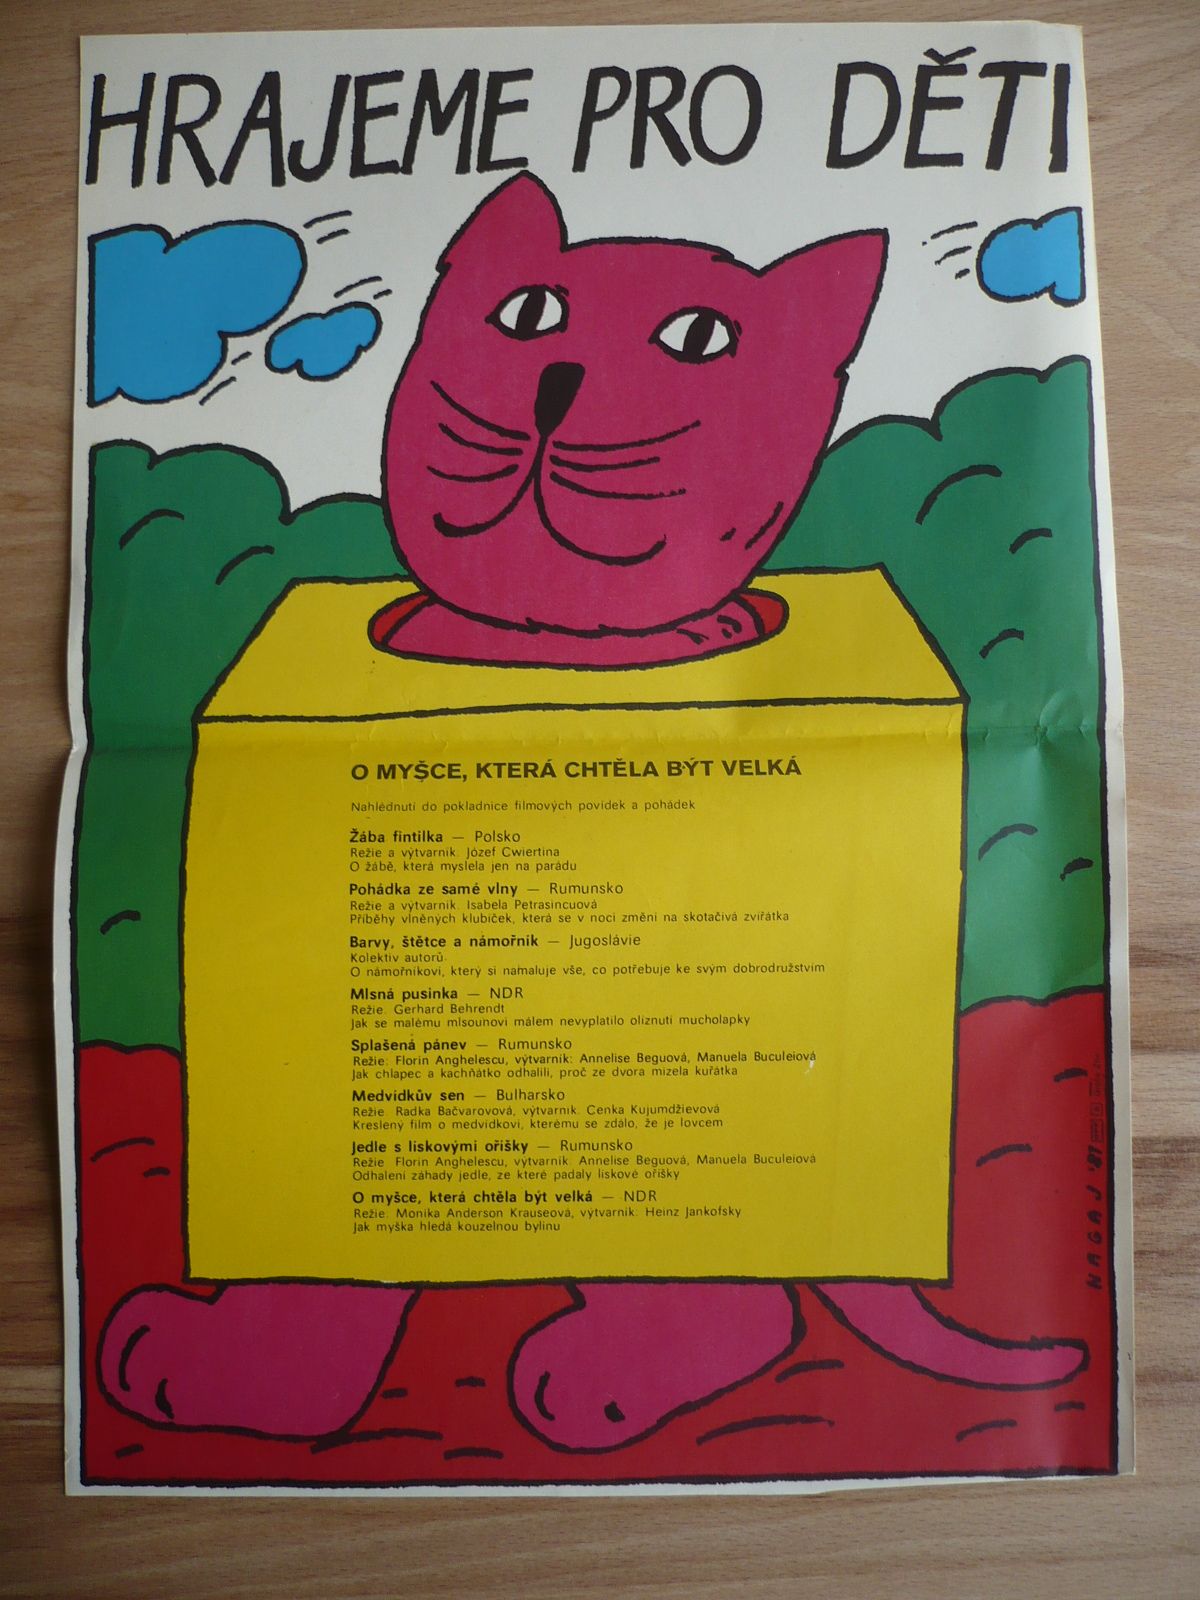 HRAJEME PRO DĚTI
O MYŠCE, KTERÁ CHTĚLA BÝT VELKÁ
Nahlédnutí do pokladnice filmových povídek a pohádek
Žába fintilka — Polsko
Režie a výtvarník: Józef Cwiertina
O žábě, která myslela jen na parádu
Pohádka ze samé vlny — Rumunsko
Režie a výtvarník: Isabela Petrasincuová
Příběhy vlněných klubíček, která se v noci změní na skotačivá zvířátka
Barvy, štětce a námořník — Jugoslávie
Kolektiv autorů
O námořníkovi, který si namaluje vše, co potřebuje ke svým dobrodružstvím
Mlsná pusinka — NDR
Režie: Gerhard Behrendt
Jak se malému mlsounovi málem nevyplatilo olíznutí mucholapky
Splašená pánev — Rumunsko
Režie: Florin Anghelescu, výtvarník: Annelise Beguová, Manuela Buculeiová
Jak chlapec a kachňátko odhalili, proč ze dvora mizela kuřátka
Medvídkův sen — Bulharsko
Režie: Radka Bačvarovová, výtvarník: Cenka Kujumdžievová
Kreslený film o medvídkovi, kterému se zdálo, že je lovcem
Jedle s lískovými oříšky — Rumunsko
Režie: Florin Anghelescu, výtvarník: Annelise Beguová, Manuela Buculeiová
Odhalení záhady jedle, ze které padaly lískové oříšky
O myšce, která chtěla být velká — NDR
Režie: Monika Anderson Krauseová, výtvarník: Heinz Jankofsky
Jak myška hledá kouzelnou bylinu
NAGAJ '81